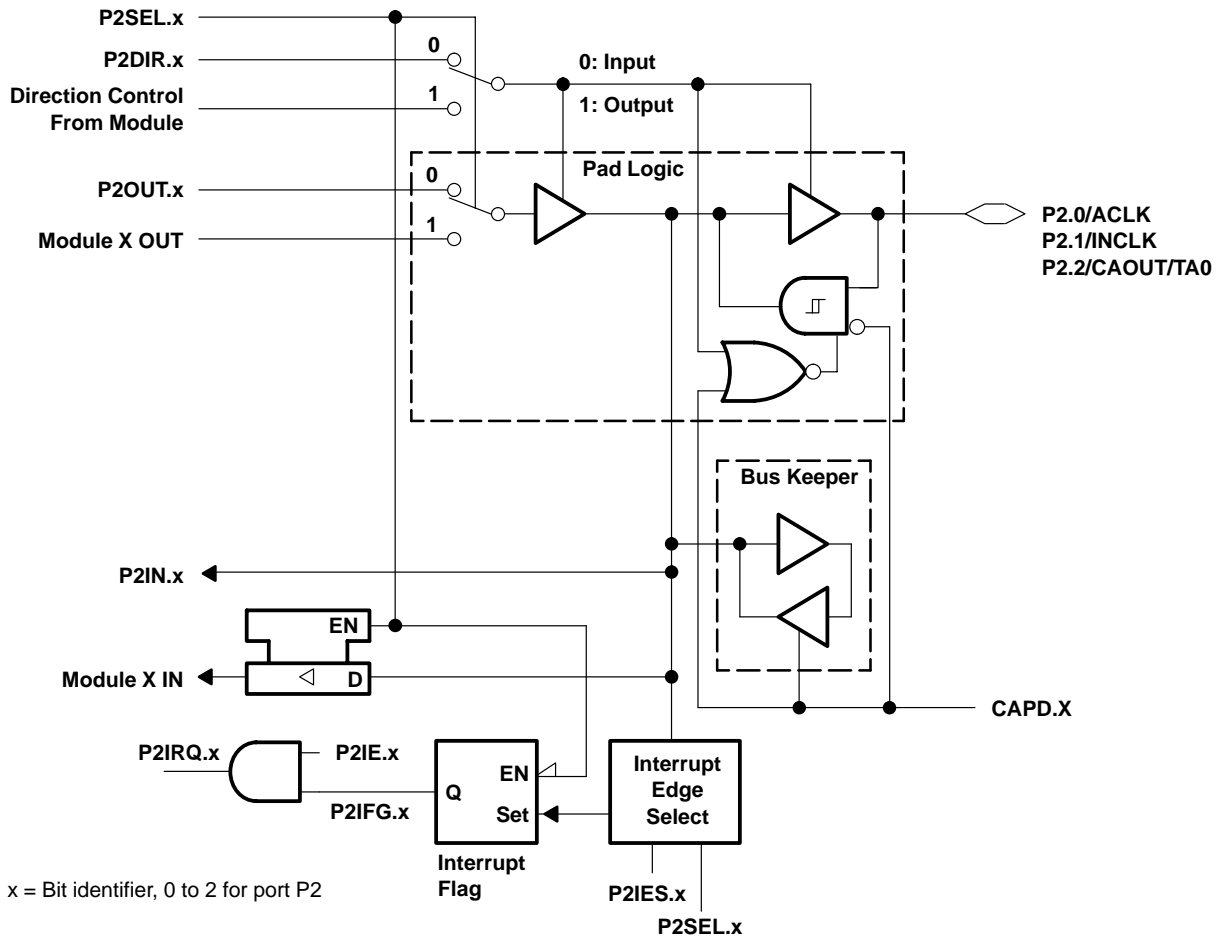 P2SEL.x
P2DIR.x
0
0: Input
Direction Control
From Module
1
1: Output
Pad Logic
P2OUT.x
0
Module X OUT
1
P2.0/ACLK
P2.1/INCLK
P2.2/CAOUT/TA0
Bus Keeper
P2IN.x
EN
Module X IN
D
CAPD.X
P2IRQ.x
P2IE.x
P2IFG.x
EN
Q
Set
Interrupt
Edge
Select
Interrupt
Flag
P2IES.x
P2SEL.x
x = Bit identifier, 0 to 2 for port P2